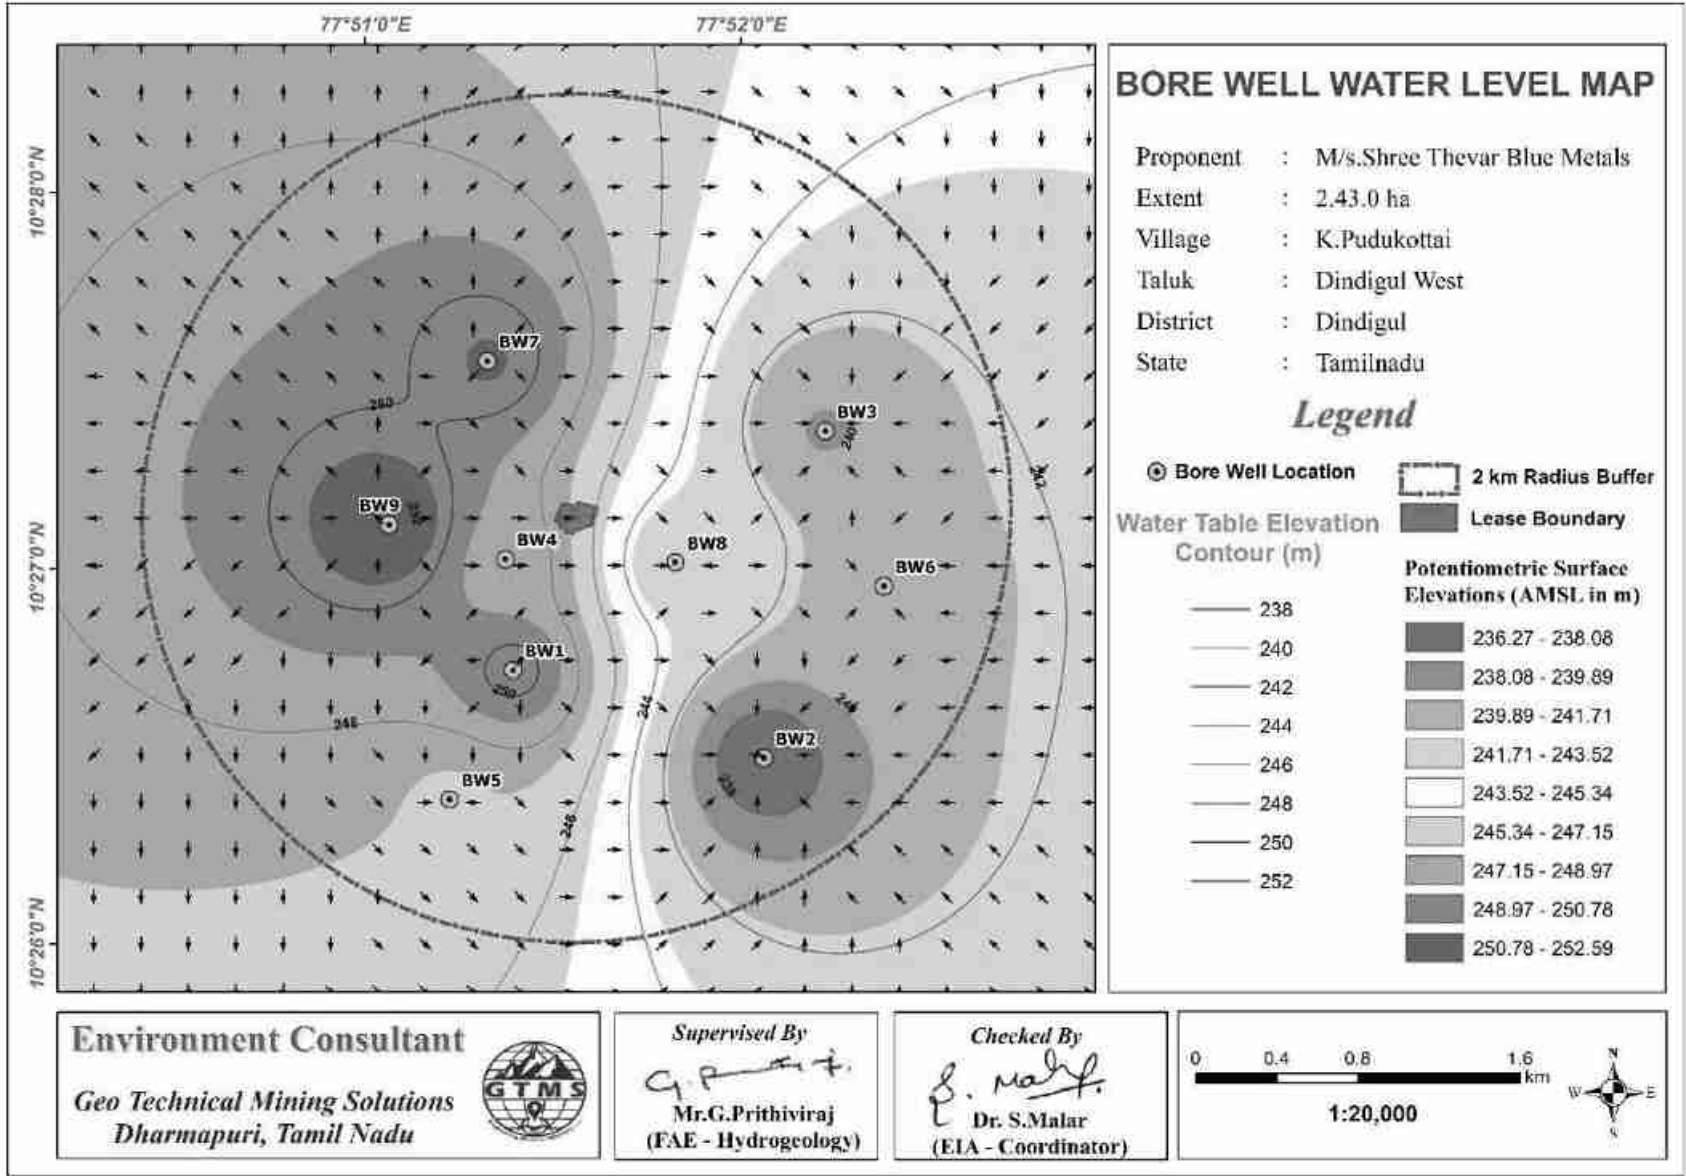 77°51'0"E
77°52'0"E
10°28'0"N
10°27'0"N
10°26'0"N
BW7
250
BW3
240
242
BW9
252
BW4
BW8
BW6
BW1
250
248
244
240
BW2
238
BW5
246
BORE WELL WATER LEVEL MAP
Proponent : M/s.Shree Thevar Blue Metals
Extent : 2.43.0 ha
Village : K.Pudukottai
Taluk : Dindigul West
District : Dindigul
State : Tamilnadu
Legend
Bore Well Location
2 km Radius Buffer
Lease Boundary
Water Table Elevation
Contour (m)
238
240
242
244
246
248
250
252
Potentiometric Surface
Elevations (AMSL in m)
236.27 - 238.08
238.08 - 239.89
239.89 - 241.71
241.71 - 243.52
243.52 - 245.34
245.34 - 247.15
247.15 - 248.97
248.97 - 250.78
250.78 - 252.59
Environment Consultant
Geo Technical Mining Solutions
Dharmapuri, Tamil Nadu
GTMS
Supervised By
Mr.G.Prithiviraj
(FAE - Hydrogeology)
Checked By
S. Malar
Dr. S.Malar
(EIA - Coordinator)
0 0.4 0.8 1.6
km
1:20,000
N
W E
S